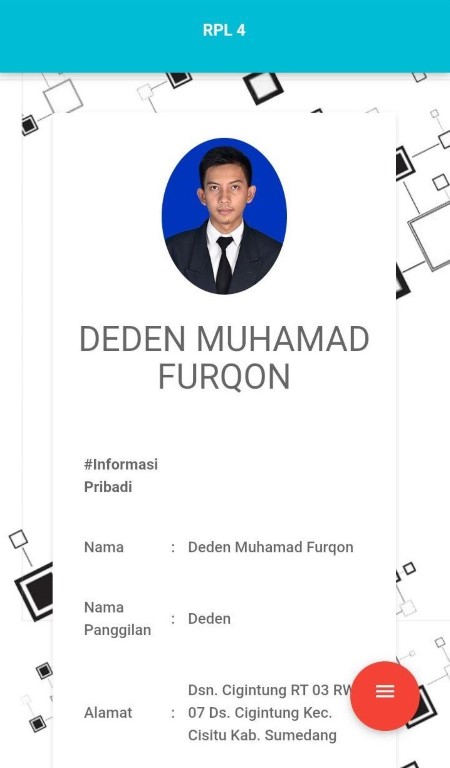 RPL 4
DEDEN MUHAMAD
FURQON
#Informasi
Pribadi
Nama : Deden Muhamad Furqon
Nama
Panggilan : Deden
Alamat : Dsn. Cigintung RT 03 RW
07 Ds. Cigintung Kec.
Cisitu Kab. Sumedang